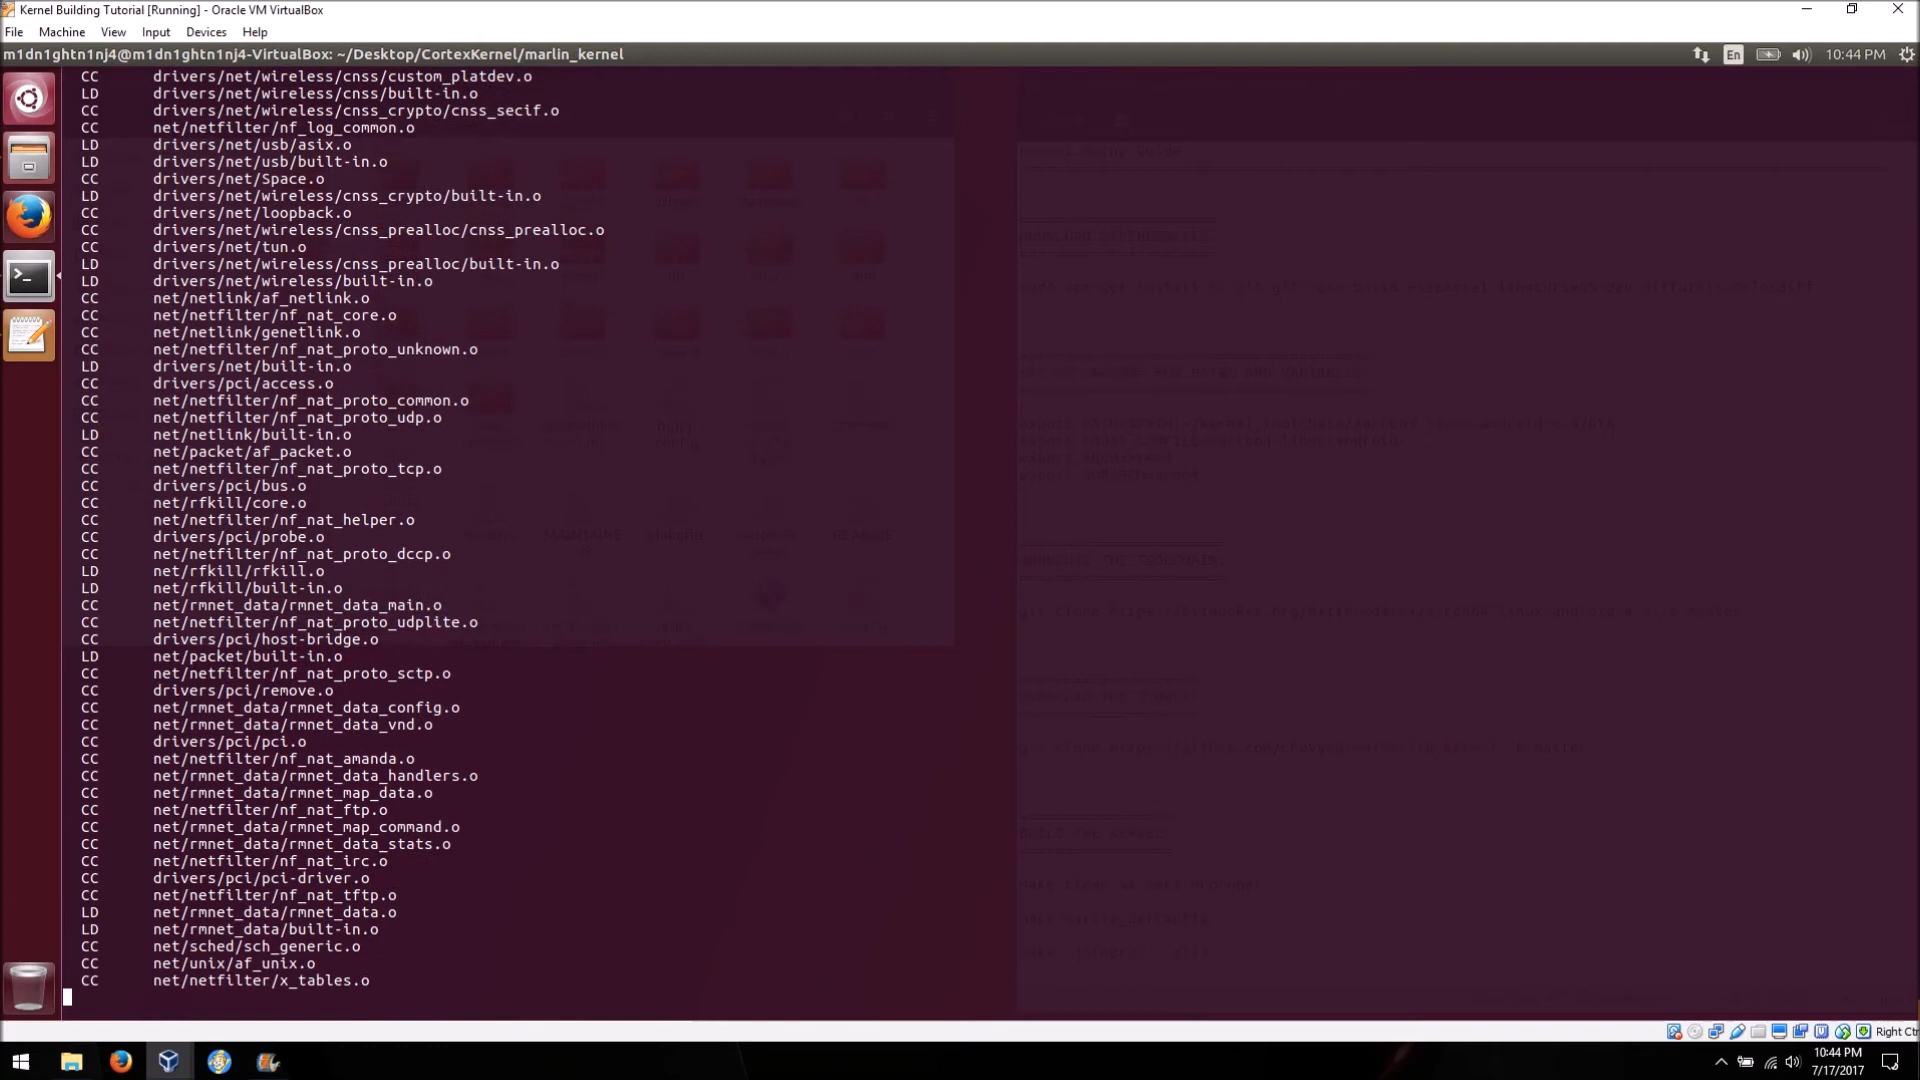 Kernel Building Tutorial [Running] - Oracle VM VirtualBox
File Machine View Input Devices Help
m1dn1ghtn1nj4@m1dn1ghtn1nj4-VirtualBox: ~/Desktop/CortexKernel/marlin_kernel En 10:44 PM
CC drivers/net/wireless/cnss/custom_platdev.o
LD drivers/net/wireless/cnss/built-in.o
CC drivers/net/wireless/cnss_crypto/cnss_secif.o
CC net/netfilter/nf_log_common.o
LD drivers/net/usb/asix.o
LD drivers/net/usb/built-in.o
CC drivers/net/Space.o
LD drivers/net/wireless/cnss_crypto/built-in.o
CC drivers/net/loopback.o
CC drivers/net/wireless/cnss_prealloc/cnss_prealloc.o
CC drivers/net/tun.o
LD drivers/net/wireless/cnss_prealloc/built-in.o
LD drivers/net/wireless/built-in.o
CC net/netlink/af_netlink.o
CC net/netfilter/nf_nat_core.o
CC net/netlink/genetlink.o
CC net/netfilter/nf_nat_proto_unknown.o
LD drivers/net/built-in.o
CC drivers/pci/access.o
CC net/netfilter/nf_nat_proto_common.o
CC net/netfilter/nf_nat_proto_udp.o
LD net/netlink/built-in.o
CC net/packet/af_packet.o
CC net/netfilter/nf_nat_proto_tcp.o
CC drivers/pci/bus.o
CC net/rfkill/core.o
CC net/netfilter/nf_nat_helper.o
CC drivers/pci/probe.o
CC net/netfilter/nf_nat_proto_dccp.o
LD net/rfkill/rfkill.o
LD net/rfkill/built-in.o
CC net/rmnet_data/rmnet_data_main.o
CC net/netfilter/nf_nat_proto_udplite.o
CC drivers/pci/host-bridge.o
LD net/packet/built-in.o
CC net/netfilter/nf_nat_proto_sctp.o
CC drivers/pci/remove.o
CC net/rmnet_data/rmnet_data_config.o
CC net/rmnet_data/rmnet_data_vnd.o
CC drivers/pci/pci.o
CC net/netfilter/nf_nat_amanda.o
CC net/rmnet_data/rmnet_data_handlers.o
CC net/rmnet_data/rmnet_map_data.o
CC net/netfilter/nf_nat_ftp.o
CC net/rmnet_data/rmnet_map_command.o
CC net/rmnet_data/rmnet_data_stats.o
CC net/netfilter/nf_nat_irc.o
CC drivers/pci/pci-driver.o
CC net/netfilter/nf_nat_tftp.o
LD net/rmnet_data/rmnet_data.o
LD net/rmnet_data/built-in.o
CC net/sched/sch_generic.o
CC net/unix/af_unix.o
CC net/netfilter/x_tables.o
Right Ctr
10:44 PM
7/17/2017